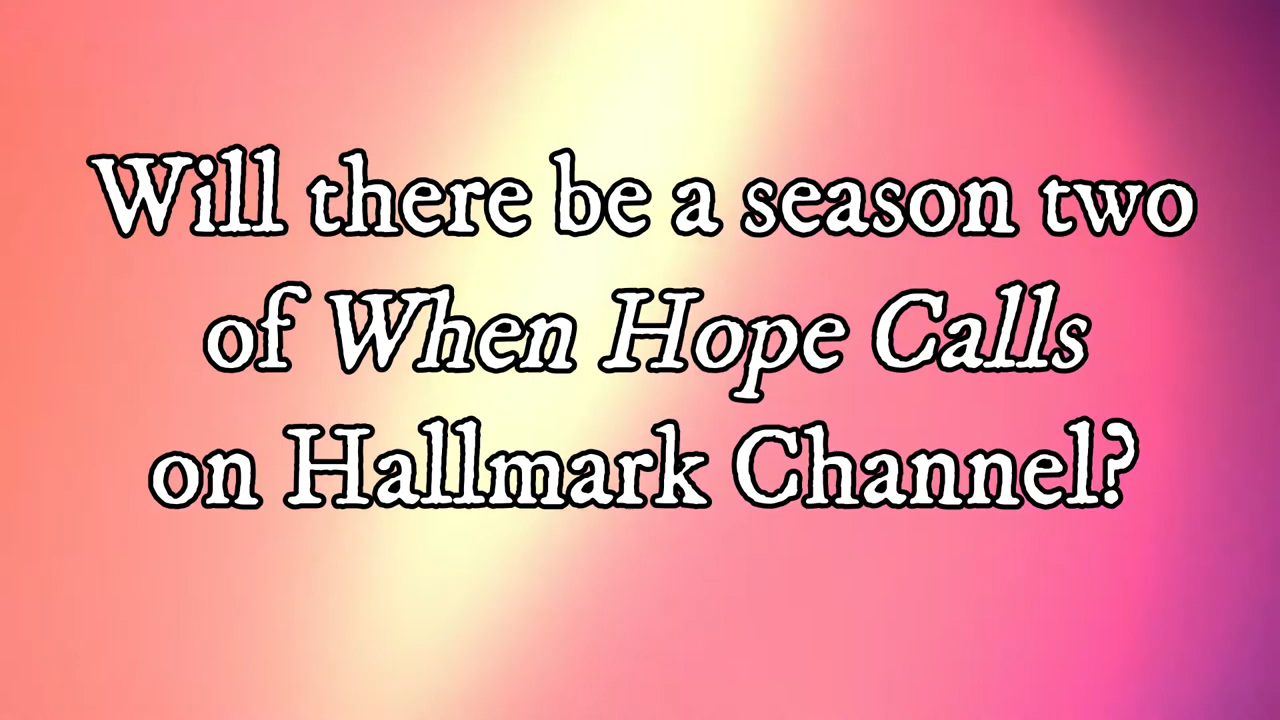 Will there be a season two
of When Hope Calls
on Hallmark Channel?